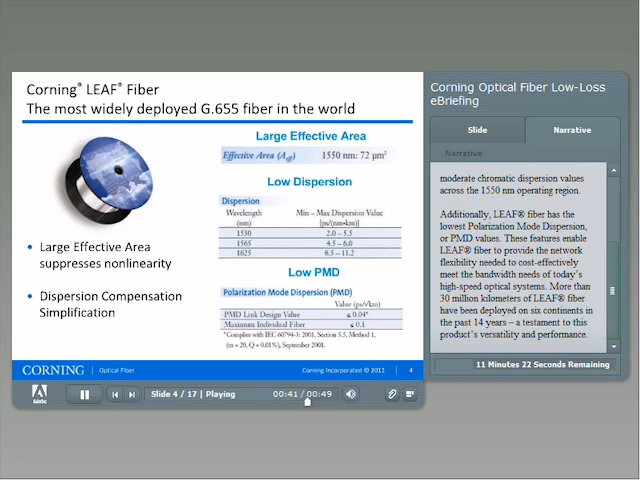 Corning® LEAF® Fiber
The most widely deployed G.655 fiber in the world
Large Effective Area
Effective Area (Aeff) 1550 nm: 72 µm²
Low Dispersion
Dispersion
Wavelength Min – Max Dispersion Value
(nm) [ps/(nm•km)]
1530 2.0 – 5.5
1565 4.5 – 6.0
1625 8.5 – 11.2
Low PMD
Polarization Mode Dispersion (PMD)
Value (ps/√km)
PMD Link Design Value ≤ 0.04*
Maximum Individual Fiber ≤ 0.1
*Complies with IEC 60794-3: 2001, Section 5.5, Method 1,
(m = 20, Q = 0.01%), September 2001.
• Large Effective Area
suppresses nonlinearity
• Dispersion Compensation
Simplification
CORNING | Optical Fiber Corning Incorporated © 2011 | 4
Adobe
Slide 4 / 17 | Playing 00:41 / 00:49
Corning Optical Fiber Low-Loss
eBriefing
Slide Narrative
Narrative
moderate chromatic dispersion values
across the 1550 nm operating region.
Additionally, LEAF® fiber has the
lowest Polarization Mode Dispersion,
or PMD values. These features enable
LEAF® fiber to provide the network
flexibility needed to cost-effectively
meet the bandwidth needs of today's
high-speed optical systems. More than
30 million kilometers of LEAF® fiber
have been deployed on six continents in
the past 14 years – a testament to this
product's versatility and performance.
11 Minutes 22 Seconds Remaining